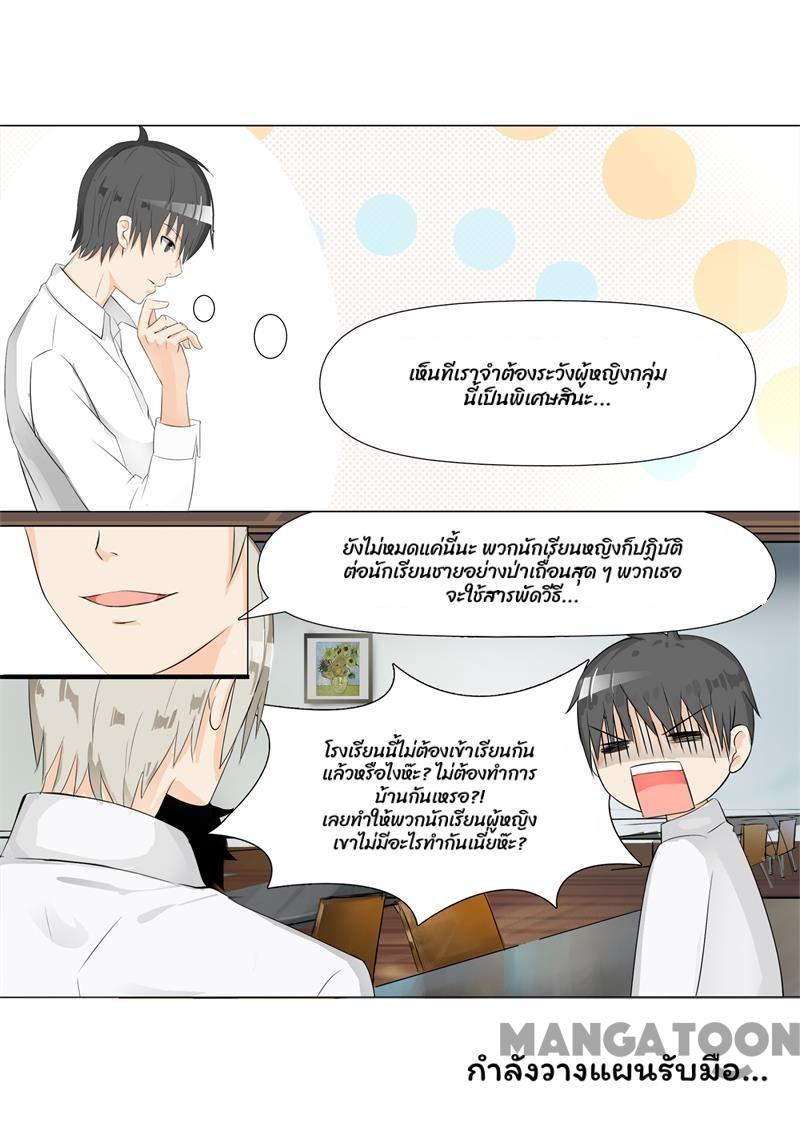 เห็นทีเราจำต้องระวังผู้หญิงกลุ่ม
นี้เป็นพิเศษสินะ...
ยังไม่หมดแค่นี้นะ พวกนักเรียนหญิงก็ปฏิบัติ
ต่อนักเรียนชายอย่างป่าเถื่อนสุด ๆ พวกเธอ
จะใช้สารพัดวิธี...
โรงเรียนนี้ไม่ต้องเข้าเรียนกัน
แล้วหรือไงห๊ะ? ไม่ต้องทำการ
บ้านกันเหรอ?!
เลยทำให้พวกนักเรียนผู้หญิง
เขาไม่มีอะไรทำกันเนี่ยห๊ะ?
MANGATOON
กำลังวางแผนรับมือ...